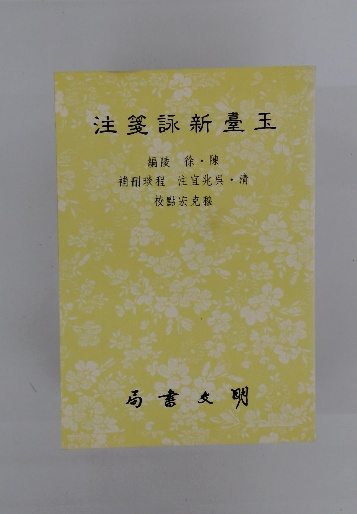 玉臺新詠箋注
陳・徐 陵編
清・吳兆宜注 程琰刪補
穆克宏點校
明文書局